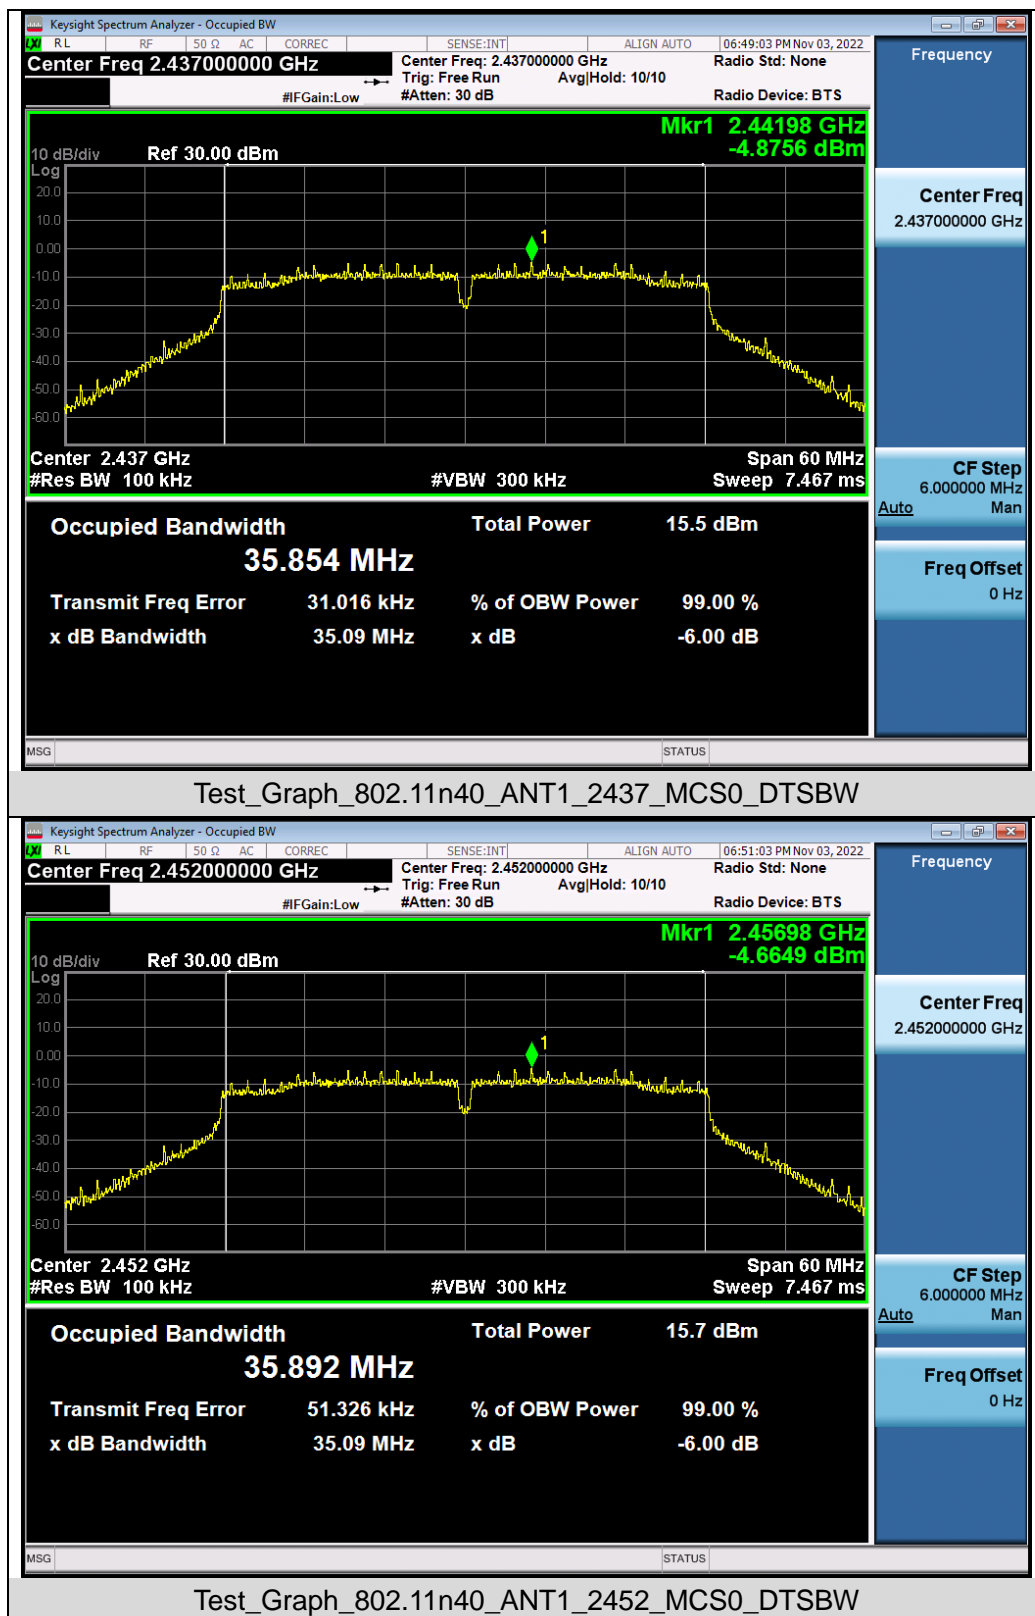 Keysight Spectrum Analyzer - Occupied BW
LXI RL RF 50 Ω AC CORREC SENSE:INT ALIGN AUTO 06:49:03 PM Nov 03, 2022
Center Freq 2.437000000 GHz
Center Freq: 2.437000000 GHz
Radio Std: None
Trig: Free Run Avg|Hold: 10/10
#IFGain:Low
#Atten: 30 dB
Radio Device: BTS
Frequency
Mkr1 2.44198 GHz
-4.8756 dBm
10 dB/div Ref 30.00 dBm
Log
20.0
10.0
0.00
-10.0
-20.0
-30.0
-40.0
-50.0
-60.0
1
Center 2.437 GHz Span 60 MHz
#Res BW 100 kHz #VBW 300 kHz Sweep 7.467 ms
Center Freq
2.437000000 GHz
CF Step
6.000000 MHz
Auto Man
Freq Offset
0 Hz
Occupied Bandwidth Total Power 15.5 dBm
35.854 MHz
Transmit Freq Error 31.016 kHz % of OBW Power 99.00 %
x dB Bandwidth 35.09 MHz x dB -6.00 dB
MSG STATUS
Test_Graph_802.11n40_ANT1_2437_MCS0_DTSBW
Keysight Spectrum Analyzer - Occupied BW
LXI RL RF 50 Ω AC CORREC SENSE:INT ALIGN AUTO 06:51:03 PM Nov 03, 2022
Center Freq 2.452000000 GHz
Center Freq: 2.452000000 GHz
Radio Std: None
Trig: Free Run Avg|Hold: 10/10
#IFGain:Low
#Atten: 30 dB
Radio Device: BTS
Frequency
Mkr1 2.45698 GHz
-4.6649 dBm
10 dB/div Ref 30.00 dBm
Log
20.0
10.0
0.00
-10.0
-20.0
-30.0
-40.0
-50.0
-60.0
1
Center 2.452 GHz Span 60 MHz
#Res BW 100 kHz #VBW 300 kHz Sweep 7.467 ms
Center Freq
2.452000000 GHz
CF Step
6.000000 MHz
Auto Man
Freq Offset
0 Hz
Occupied Bandwidth Total Power 15.7 dBm
35.892 MHz
Transmit Freq Error 51.326 kHz % of OBW Power 99.00 %
x dB Bandwidth 35.09 MHz x dB -6.00 dB
MSG STATUS
Test_Graph_802.11n40_ANT1_2452_MCS0_DTSBW